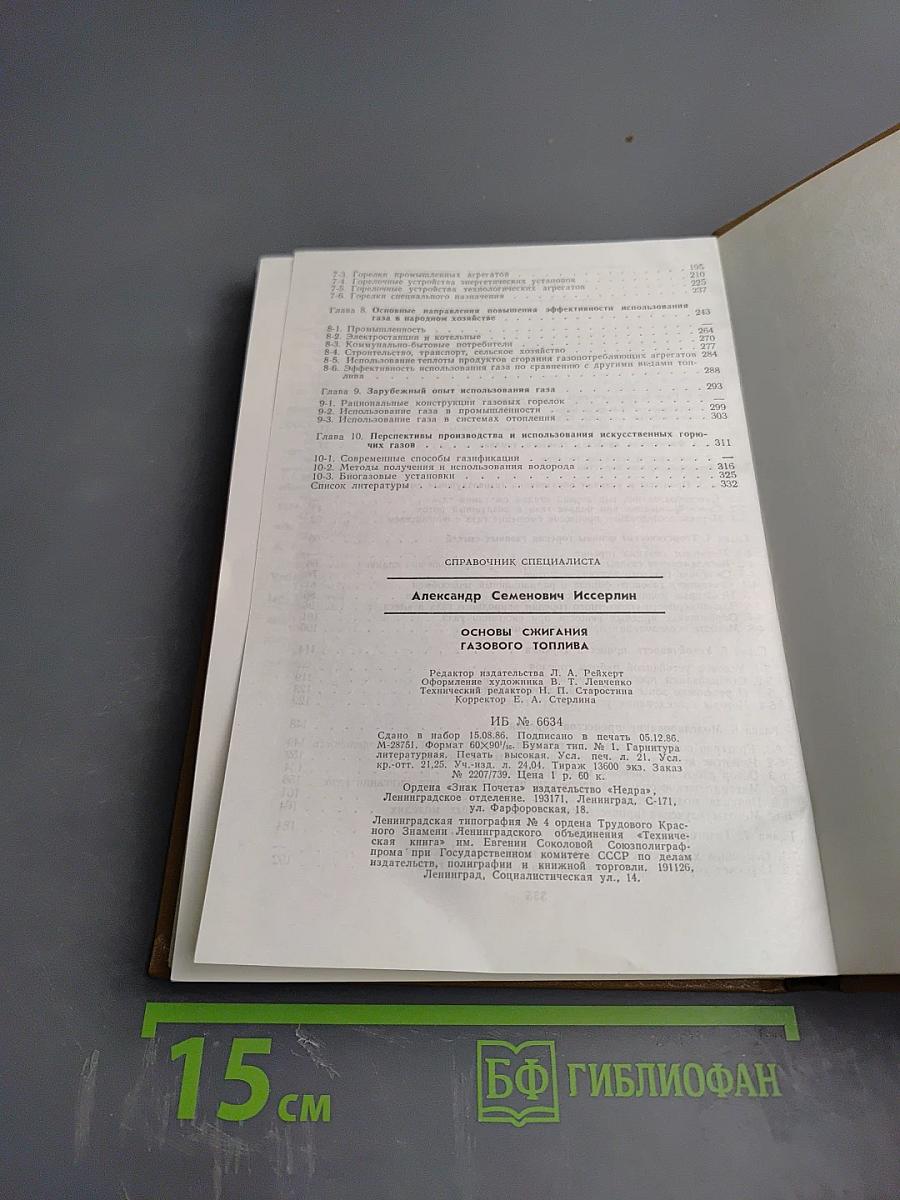 195
7-3. Горелки промышленных агрегатов 210
7-4. Горелочные устройства энергетических установок 225
7-5. Горелочные устройства технологических агрегатов 237
7-6. Горелки специального назначения
Глава 8. Основные направления повышения эффективности использования
газа в народном хозяйстве 243
8-1. Промышленность —
8-2. Электростанции и котельные 264
8-3. Коммунально-бытовые потребители 270
8-4. Строительство, транспорт, сельское хозяйство 277
8-5. Использование теплоты продуктов сгорания газопотребляющих агрегатов 284
8-6. Эффективность использования газа по сравнению с другими видами топ-
лива 288
Глава 9. Зарубежный опыт использования газа 293
9-1. Рациональные конструкции газовых горелок —
9-2. Использование газа в промышленности 299
9-3. Использование газа в системах отопления 303
Глава 10. Перспективы производства и использования искусственных горю-
чих газов 311
10-1. Современные способы газификации —
10-2. Методы получения и использования водорода 316
10-3. Биогазовые установки 325
Список литературы 332
СПРАВОЧНИК СПЕЦИАЛИСТА
Александр Семенович Иссерлин
ОСНОВЫ СЖИГАНИЯ
ГАЗОВОГО ТОПЛИВА
Редактор издательства Л. А. Рейхерт
Оформление художника В. Т. Левченко
Технический редактор Н. П. Старостина
Корректор Е. А. Стерлина
ИБ № 6634
Сдано в набор 15.08.86. Подписано в печать 05.12.86.
М-28751. Формат 60×90¹/₁₆. Бумага тип. № 1. Гарнитура
литературная. Печать высокая. Усл. печ. л. 21. Усл.
кр.-отт. 21,25. Уч.-изд. л. 24,04. Тираж 13600 экз. Заказ
№ 2207/739. Цена 1 р. 60 к.
Ордена «Знак Почета» издательство «Недра»,
Ленинградское отделение. 193171, Ленинград, С-171,
ул. Фарфоровская, 18.
Ленинградская типография № 4 ордена Трудового Крас-
ного Знамени Ленинградского объединения «Техниче-
ская книга» им. Евгении Соколовой Союзполиграф-
прома при Государственном комитете СССР по делам
издательств, полиграфии и книжной торговли. 191126,
Ленинград, Социалистическая ул., 14.
15 см
БФ ГИБЛИОФАН